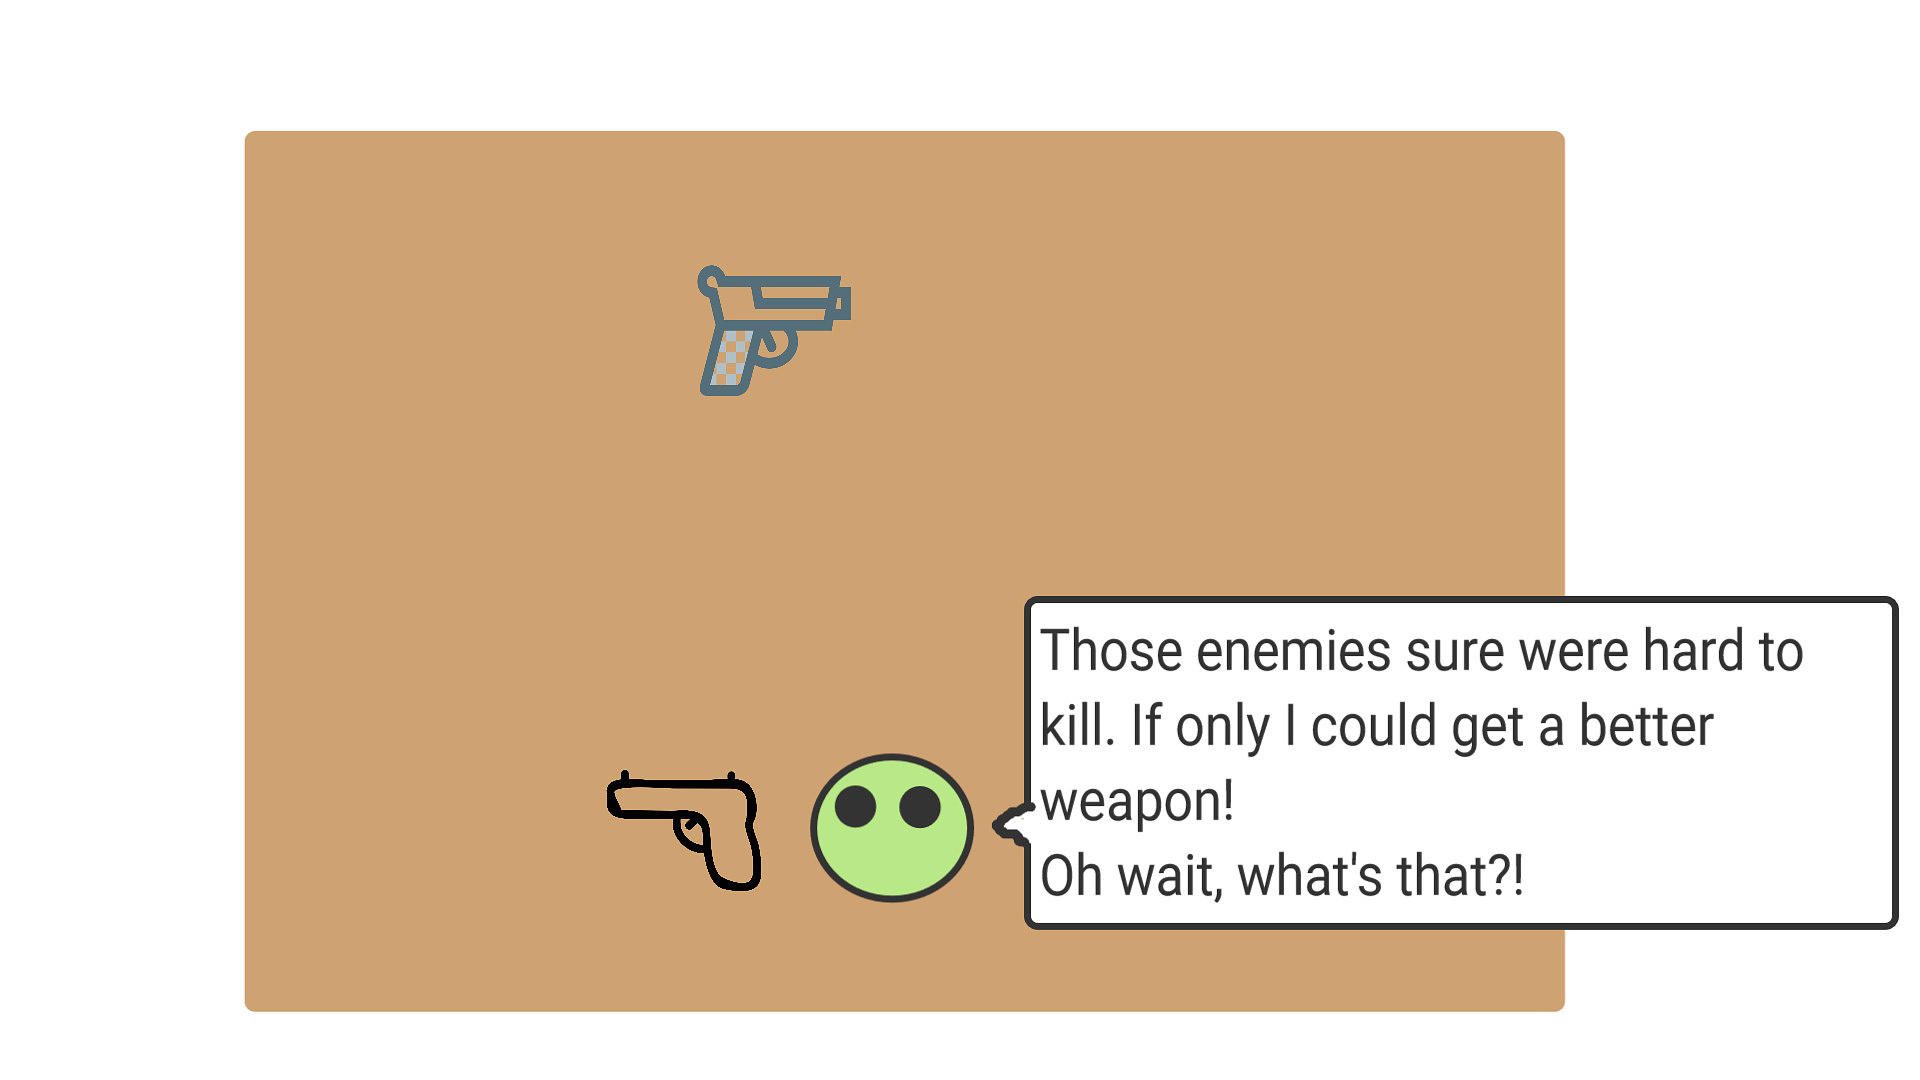 Those enemies sure were hard to
kill. If only I could get a better
weapon!
Oh wait, what's that?!